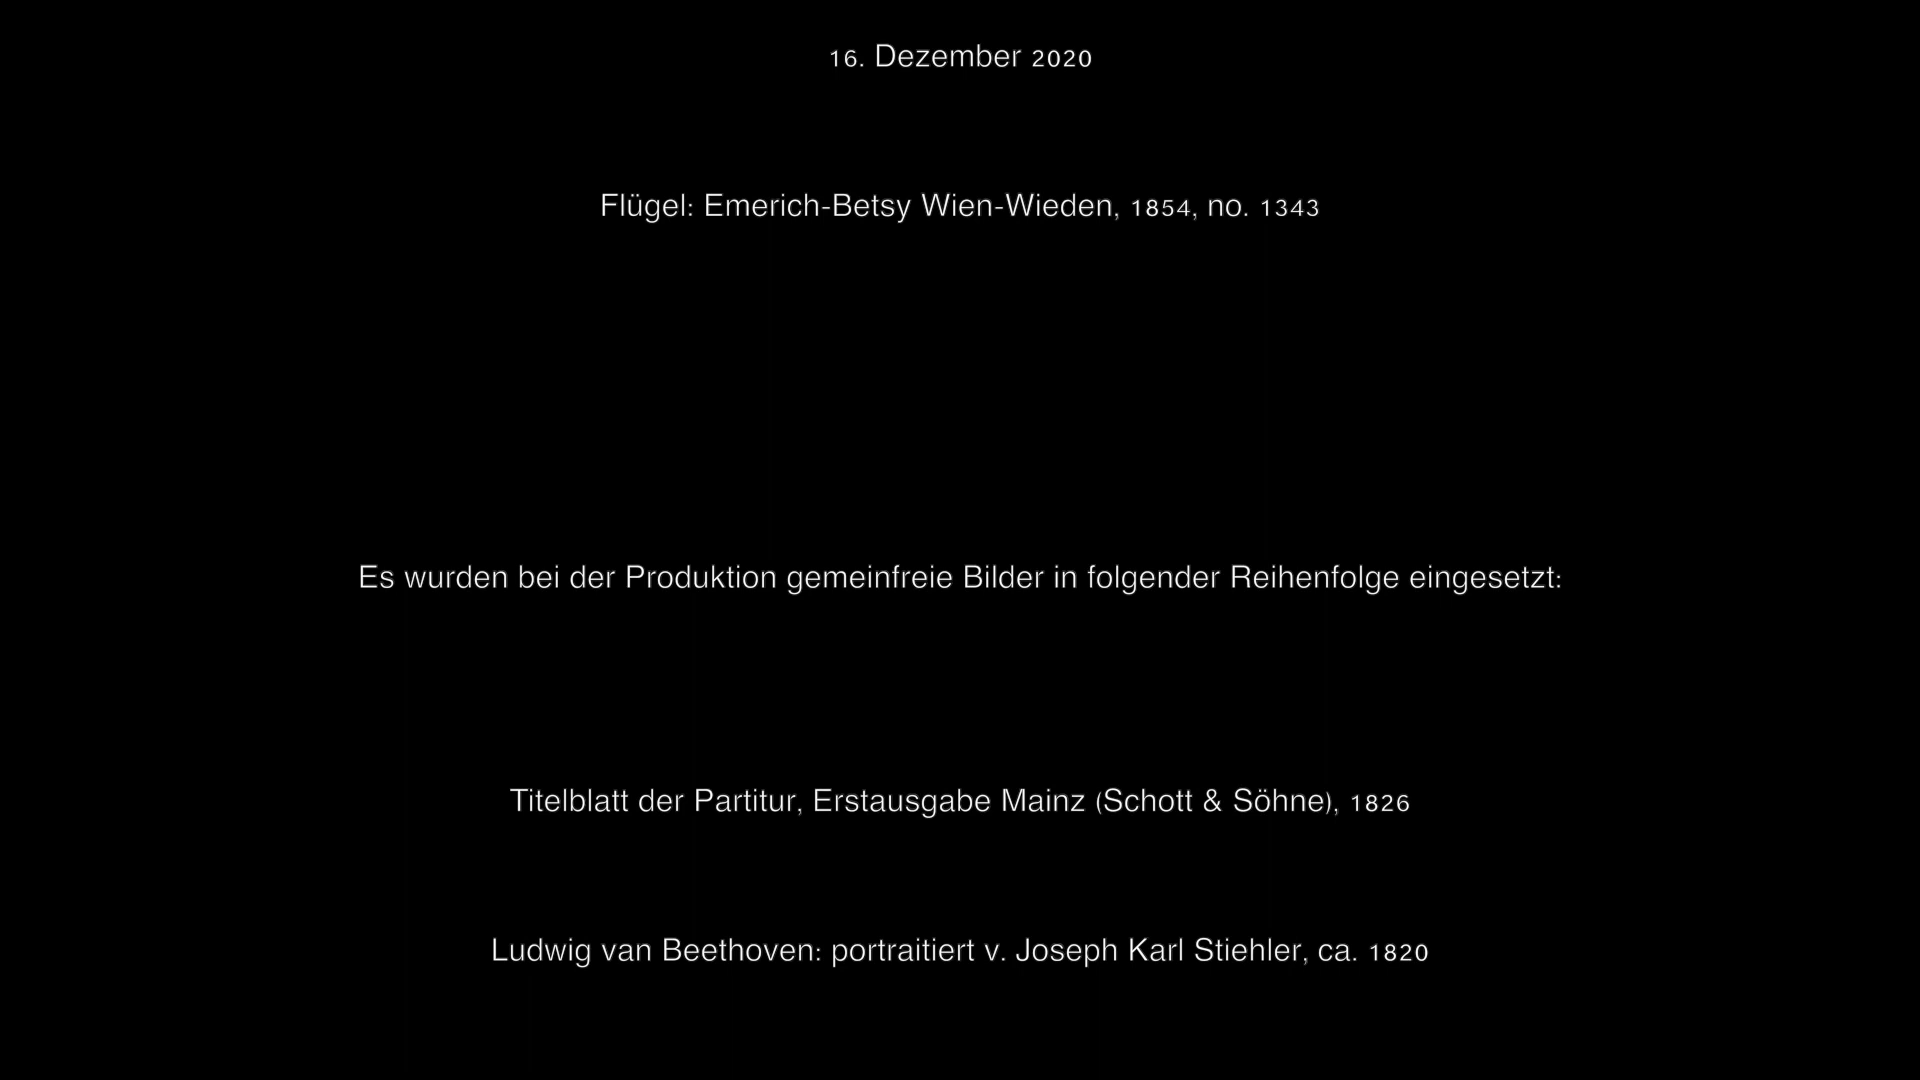 16. Dezember 2020
Flügel: Emerich-Betsy Wien-Wieden, 1854, no. 1343
Es wurden bei der Produktion gemeinfreie Bilder in folgender Reihenfolge eingesetzt:
Titelblatt der Partitur, Erstausgabe Mainz (Schott & Söhne), 1826
Ludwig van Beethoven: portraitiert v. Joseph Karl Stiehler, ca. 1820